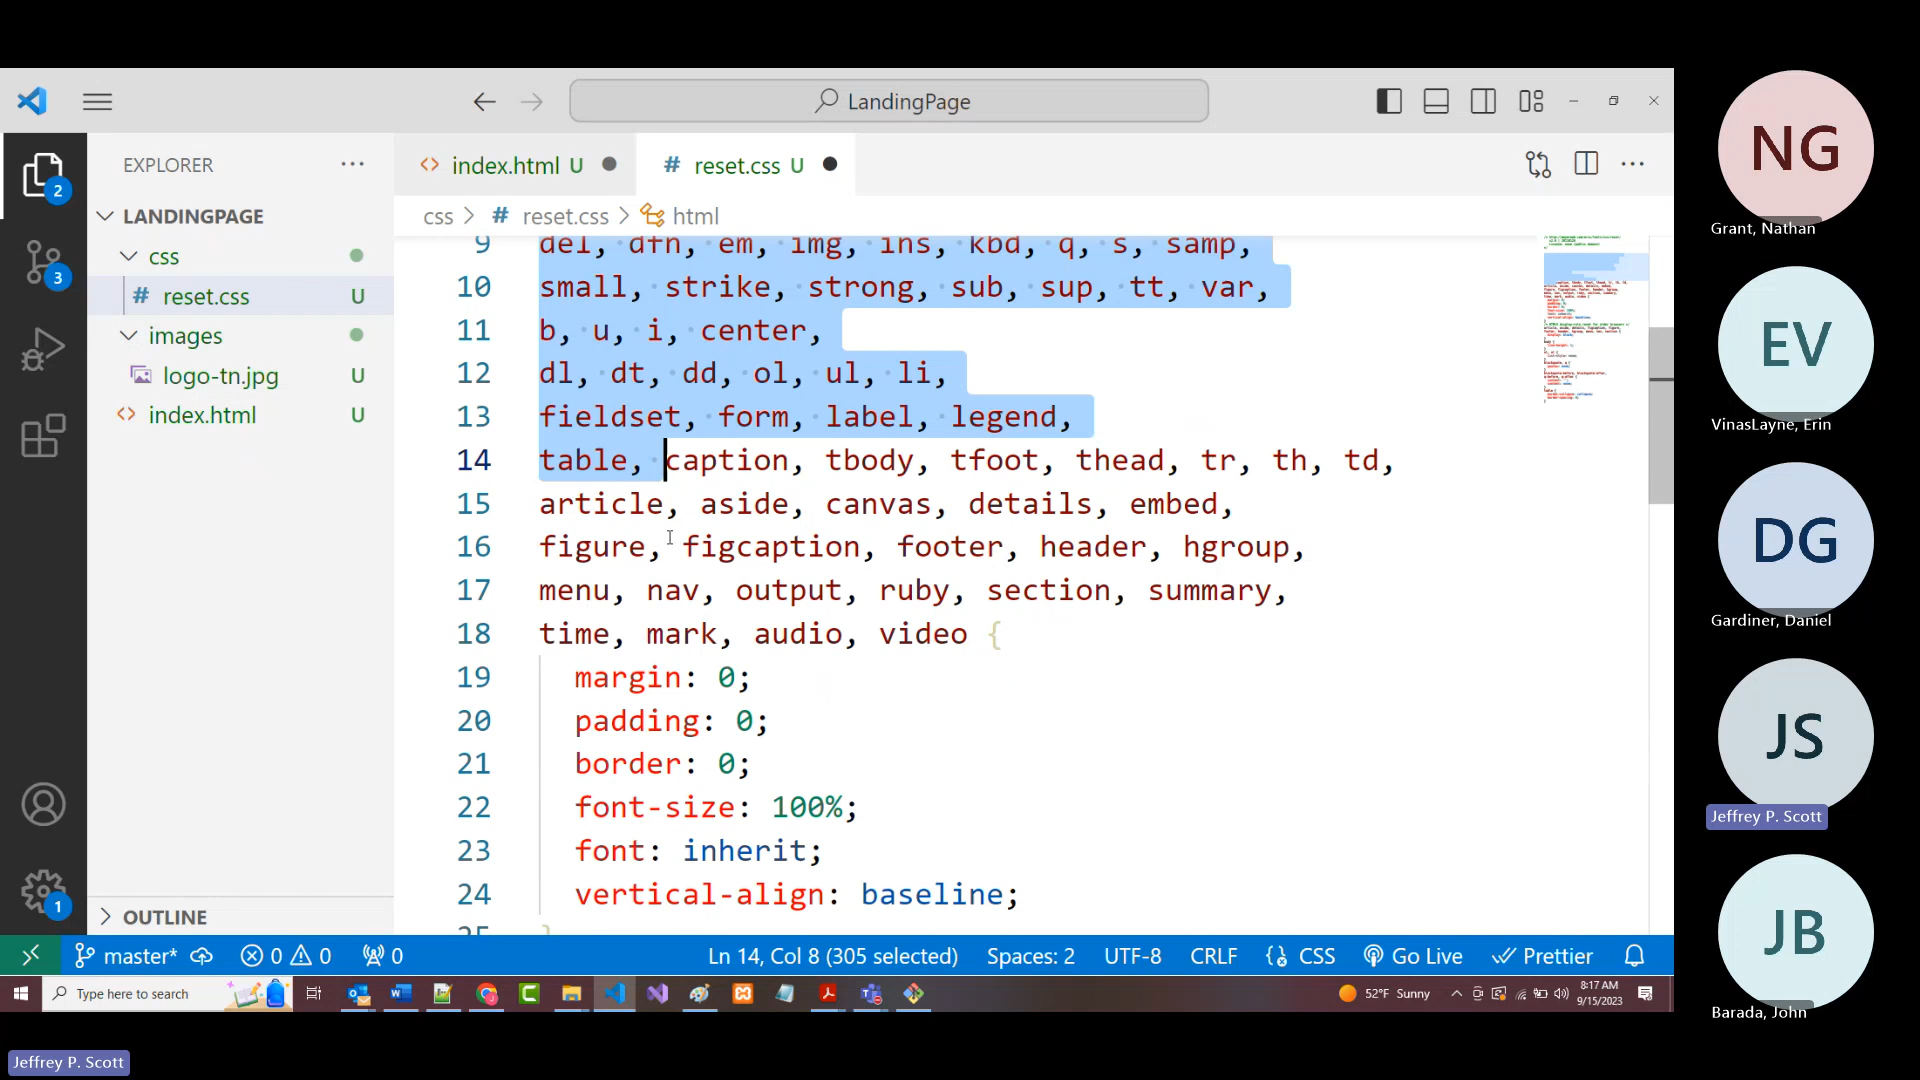 LandingPage
EXPLORER
index.html U
# reset.css U
LANDINGPAGE
css > # reset.css > html
css
# reset.css U
images
logo-tn.jpg U
index.html U
OUTLINE
9 del, dfn, em, img, ins, kbd, q, s, samp,
10 small, strike, strong, sub, sup, tt, var,
11 b, u, i, center,
12 dl, dt, dd, ol, ul, li,
13 fieldset, form, label, legend,
14 table, caption, tbody, tfoot, thead, tr, th, td,
15 article, aside, canvas, details, embed,
16 figure, figcaption, footer, header, hgroup,
17 menu, nav, output, ruby, section, summary,
18 time, mark, audio, video {
19 margin: 0;
20 padding: 0;
21 border: 0;
22 font-size: 100%;
23 font: inherit;
24 vertical-align: baseline;
25 }
2
3
1
master* 0 0 0 Ln 14, Col 8 (305 selected) Spaces: 2 UTF-8 CRLF CSS Go Live Prettier
Type here to search
52°F Sunny
8:17 AM
9/15/2023
NG
Grant, Nathan
EV
VinasLayne, Erin
DG
Gardiner, Daniel
JS
Jeffrey P. Scott
JB
Barada, John
Jeffrey P. Scott